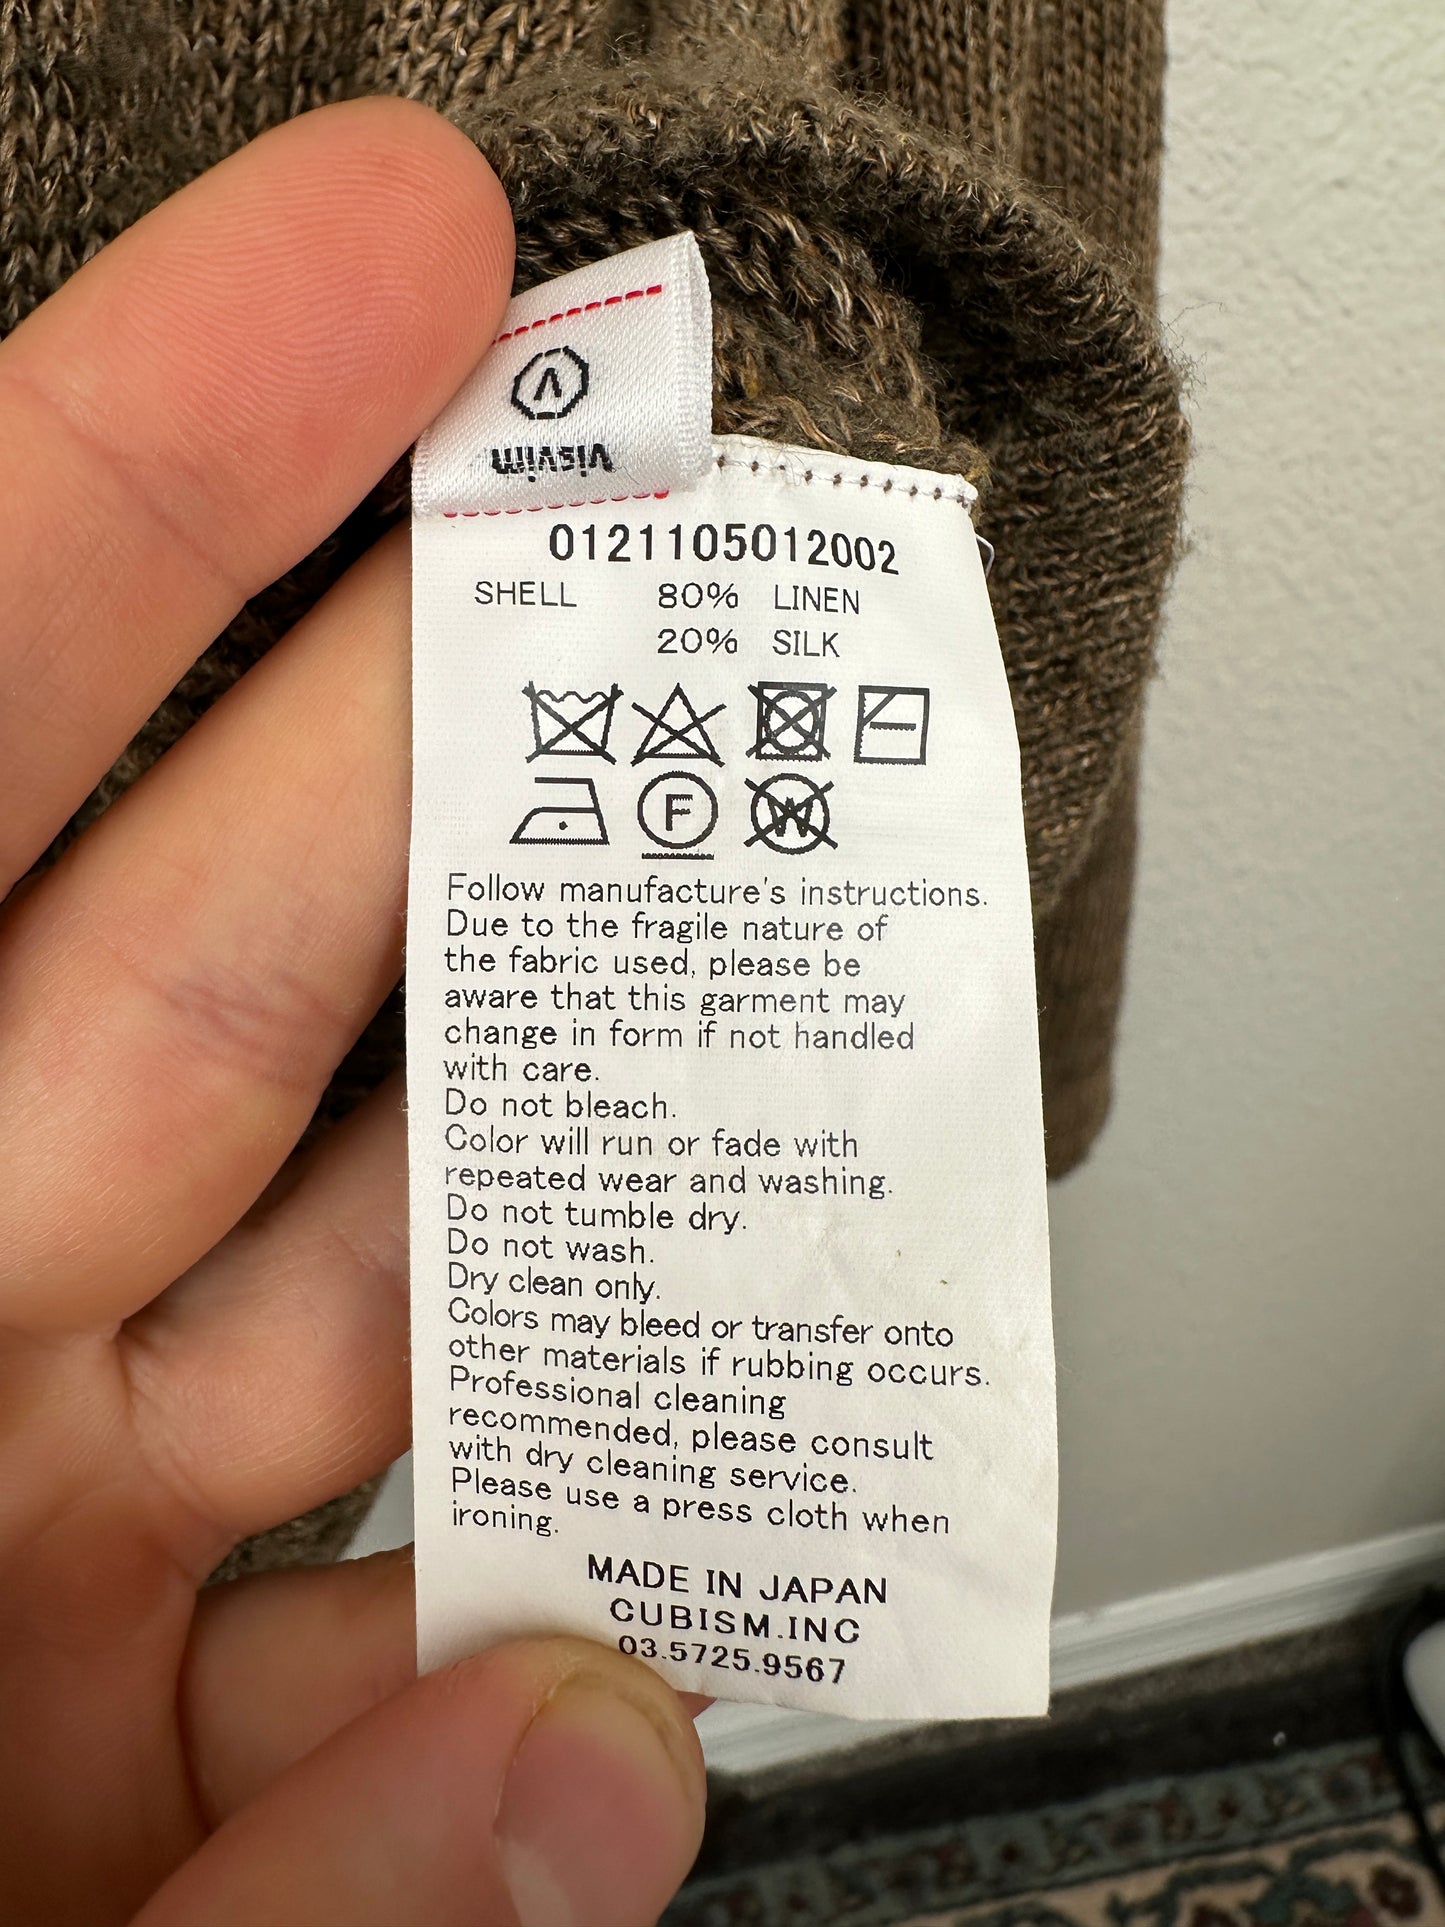 visvim
0121105012002
SHELL 80% LINEN
20% SILK
F W
Follow manufacture's instructions.
Due to the fragile nature of
the fabric used, please be
aware that this garment may
change in form if not handled
with care.
Do not bleach.
Color will run or fade with
repeated wear and washing.
Do not tumble dry.
Do not wash.
Dry clean only.
Colors may bleed or transfer onto
other materials if rubbing occurs.
Professional cleaning
recommended, please consult
with dry cleaning service.
Please use a press cloth when
ironing.
MADE IN JAPAN
CUBISM.INC
03.5725.9567